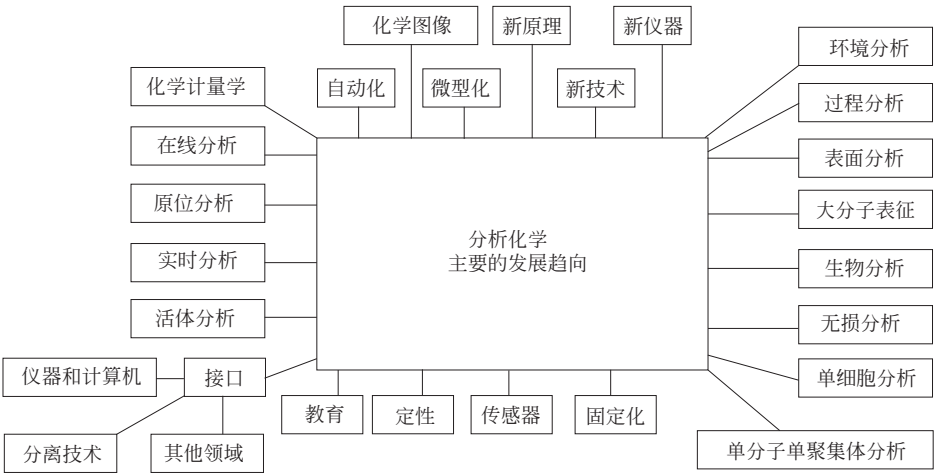 化学图像
新原理
新仪器
自动化
微型化
新技术
化学计量学
在线分析
原位分析
实时分析
活体分析
分析化学
主要的发展趋向
环境分析
过程分析
表面分析
大分子表征
生物分析
无损分析
单细胞分析
单分子单聚集体分析
仪器和计算机
接口
分离技术
其他领域
教育
定性
传感器
固定化